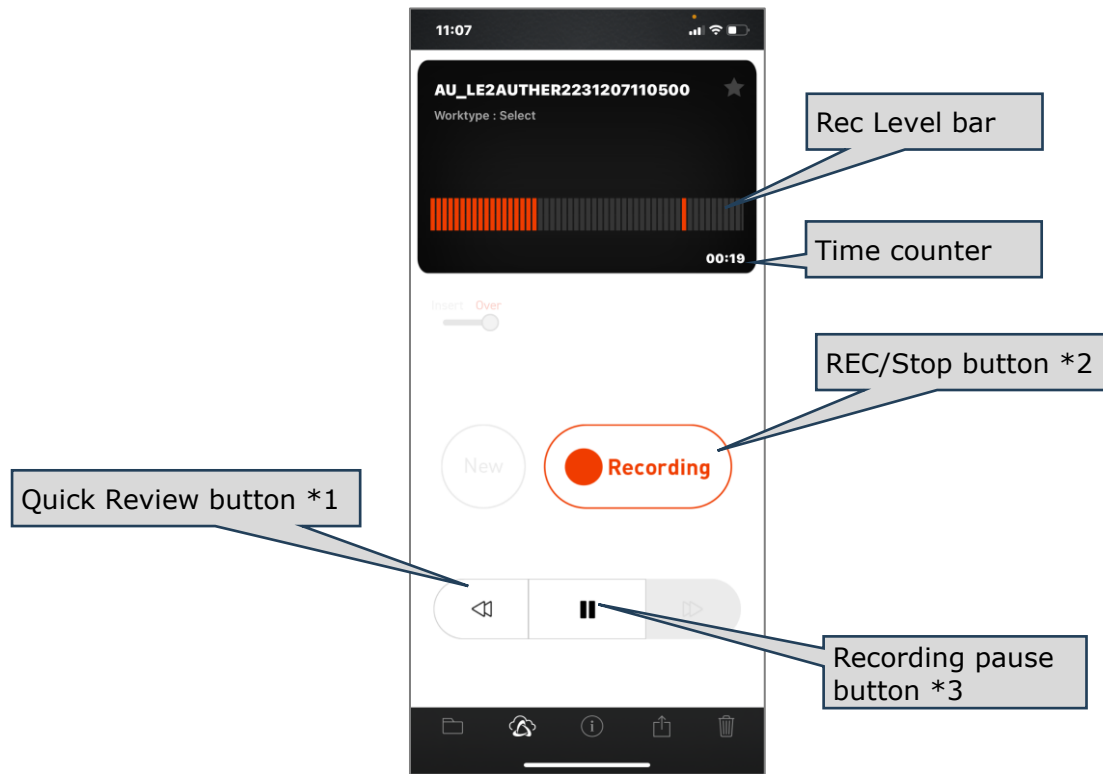 11:07
AU_LE2AUTHER2231207110500
Worktype : Select
Rec Level bar
00:19
Time counter
Insert Over
REC/Stop button *2
New
Recording
Quick Review button *1
Recording pause
button *3